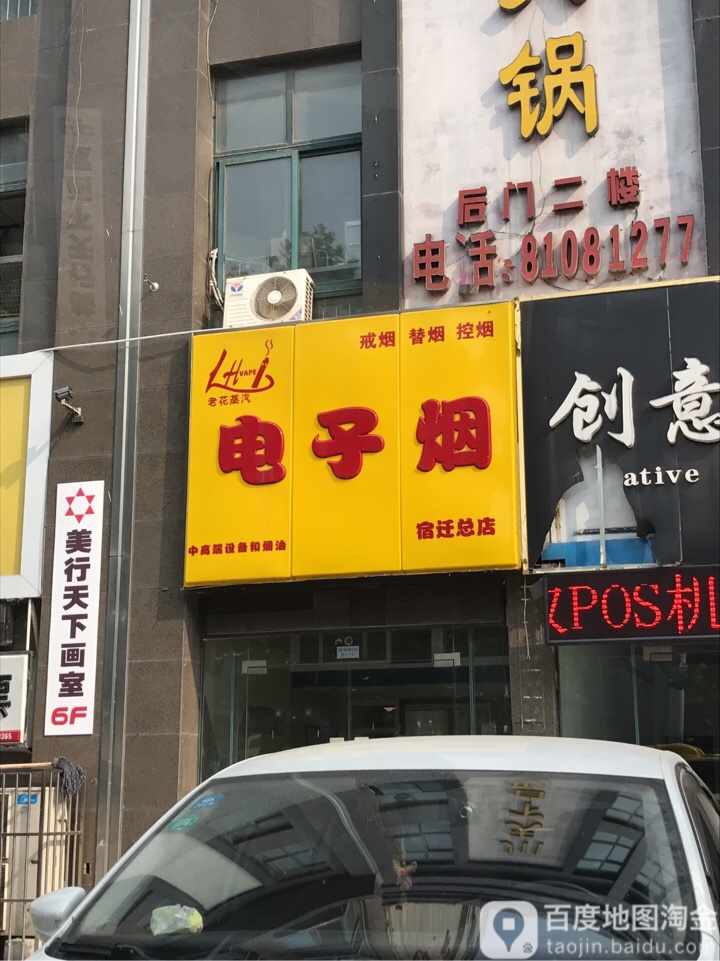 锅
后门二楼
电话:81081277
LH VAPE
老花蒸汽
戒烟 替烟 控烟
电子烟
中高端设备和烟油
宿迁总店
创意
ative
POS机
美行天下画室
6F
365
百度地图淘金
taojin.baidu.com